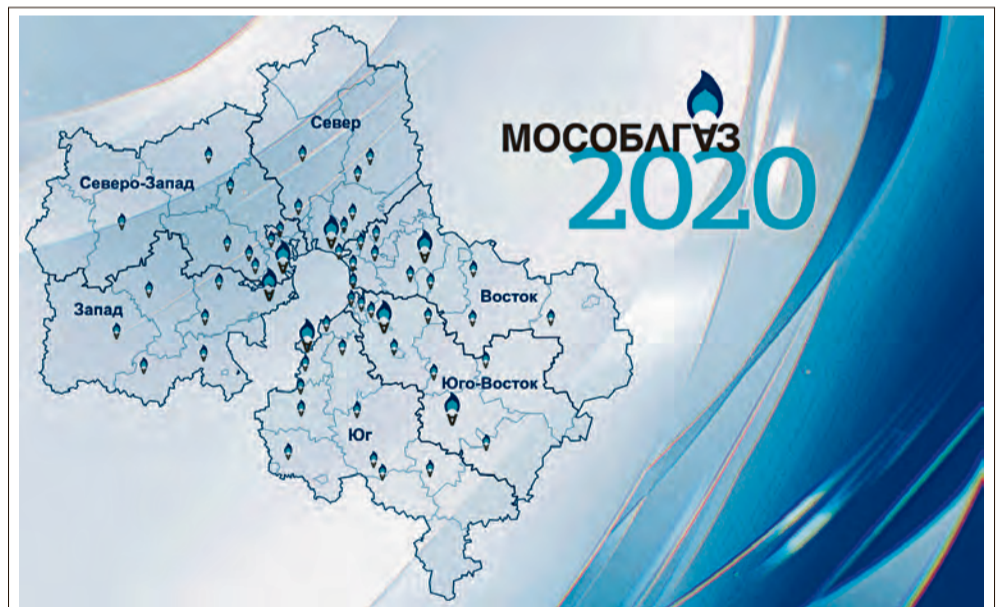 Север
МОСОБЛГАЗ
2020
Северо-Запад
Восток
Запад
Юго-Восток
Юг